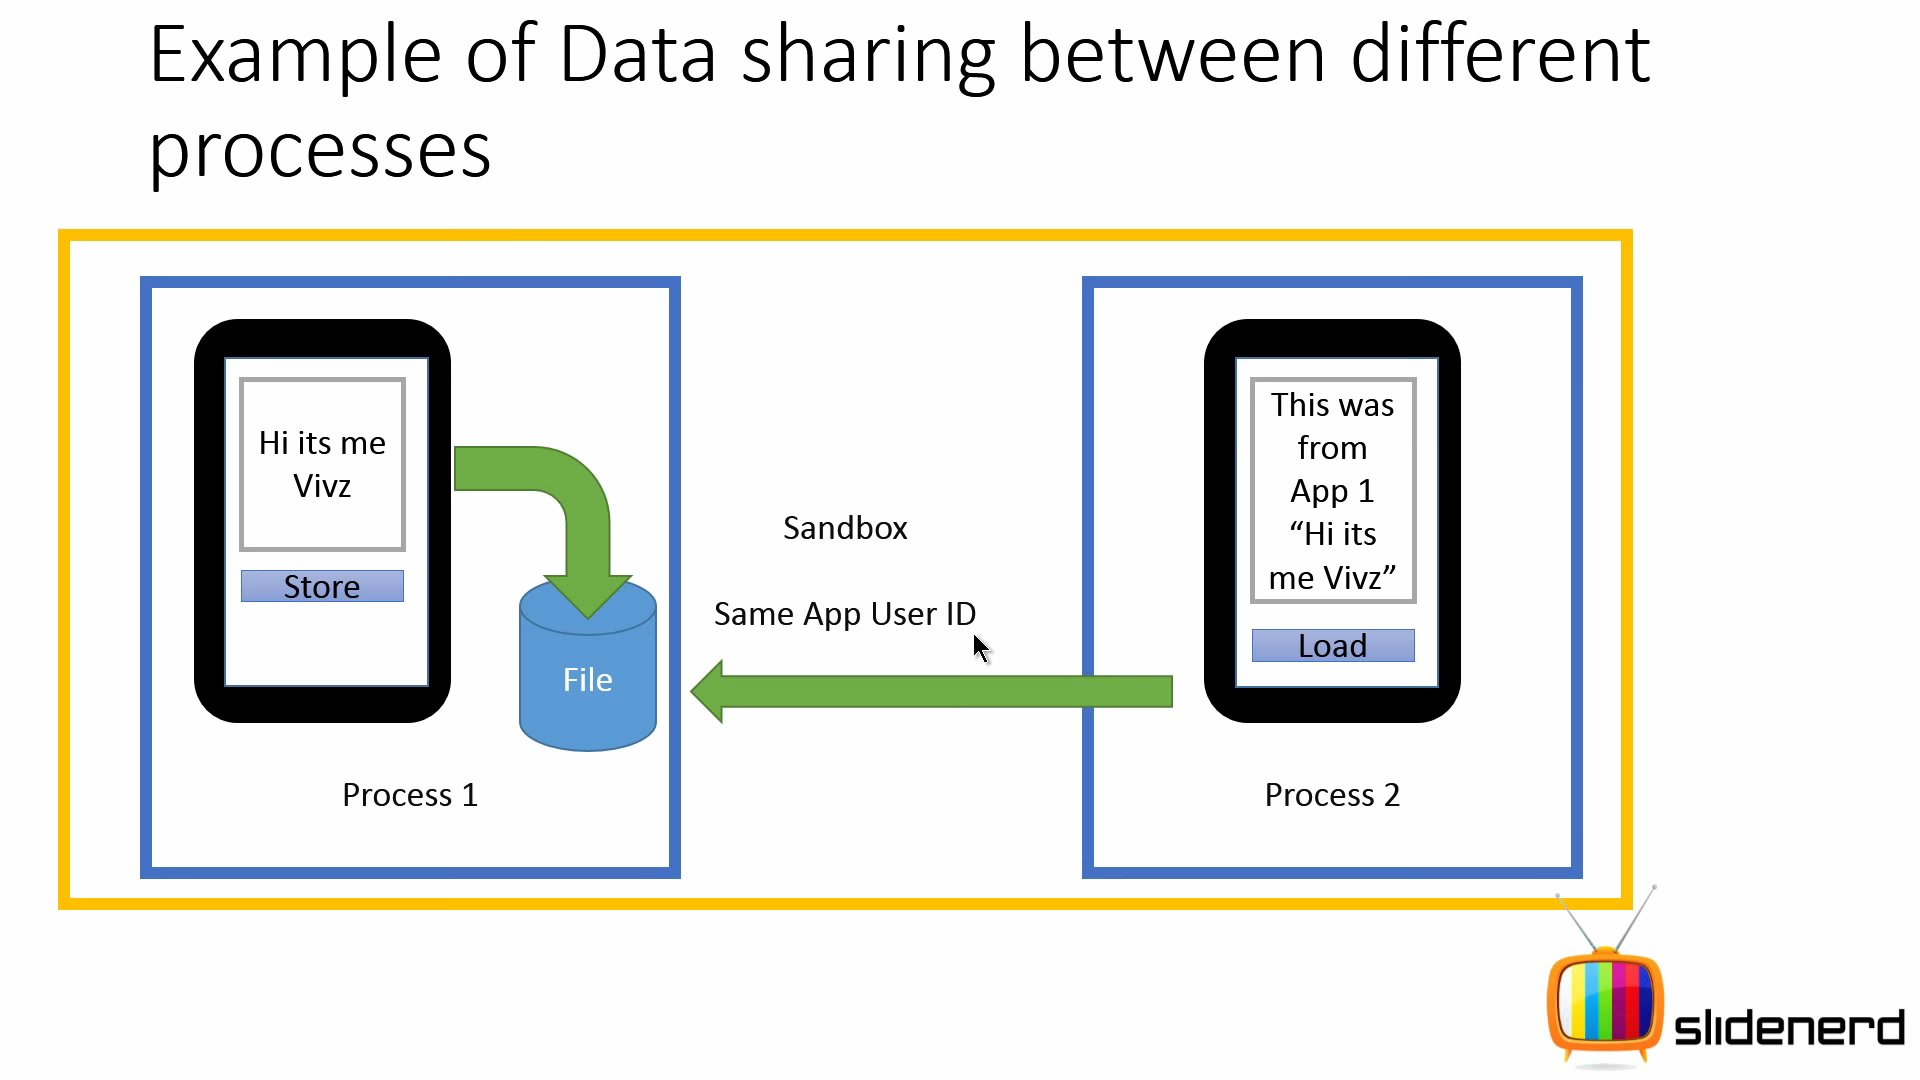 Example of Data sharing between different
processes
Hi its me
Vivz
Store
File
Process 1
Sandbox
Same App User ID
This was
from
App 1
“Hi its
me Vivz”
Load
Process 2
slidenerd